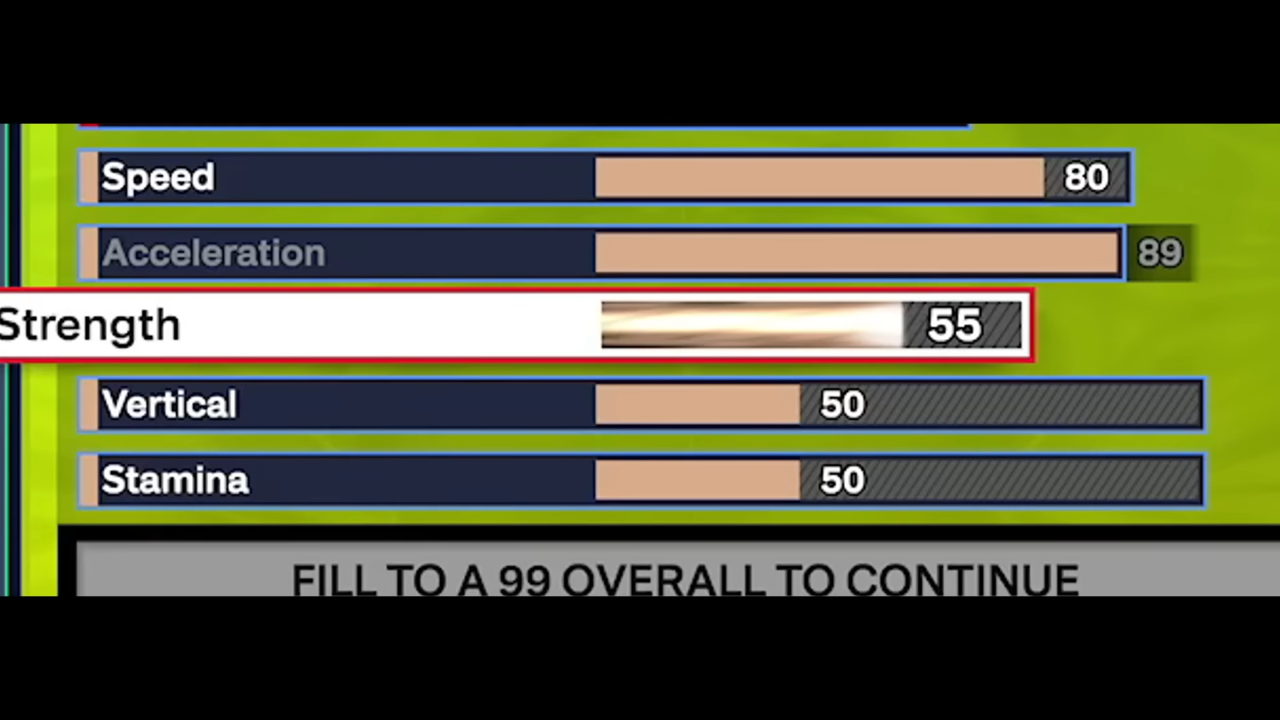 Speed 80
Acceleration 89
Strength 55
Vertical 50
Stamina 50
FILL TO A 99 OVERALL TO CONTINUE